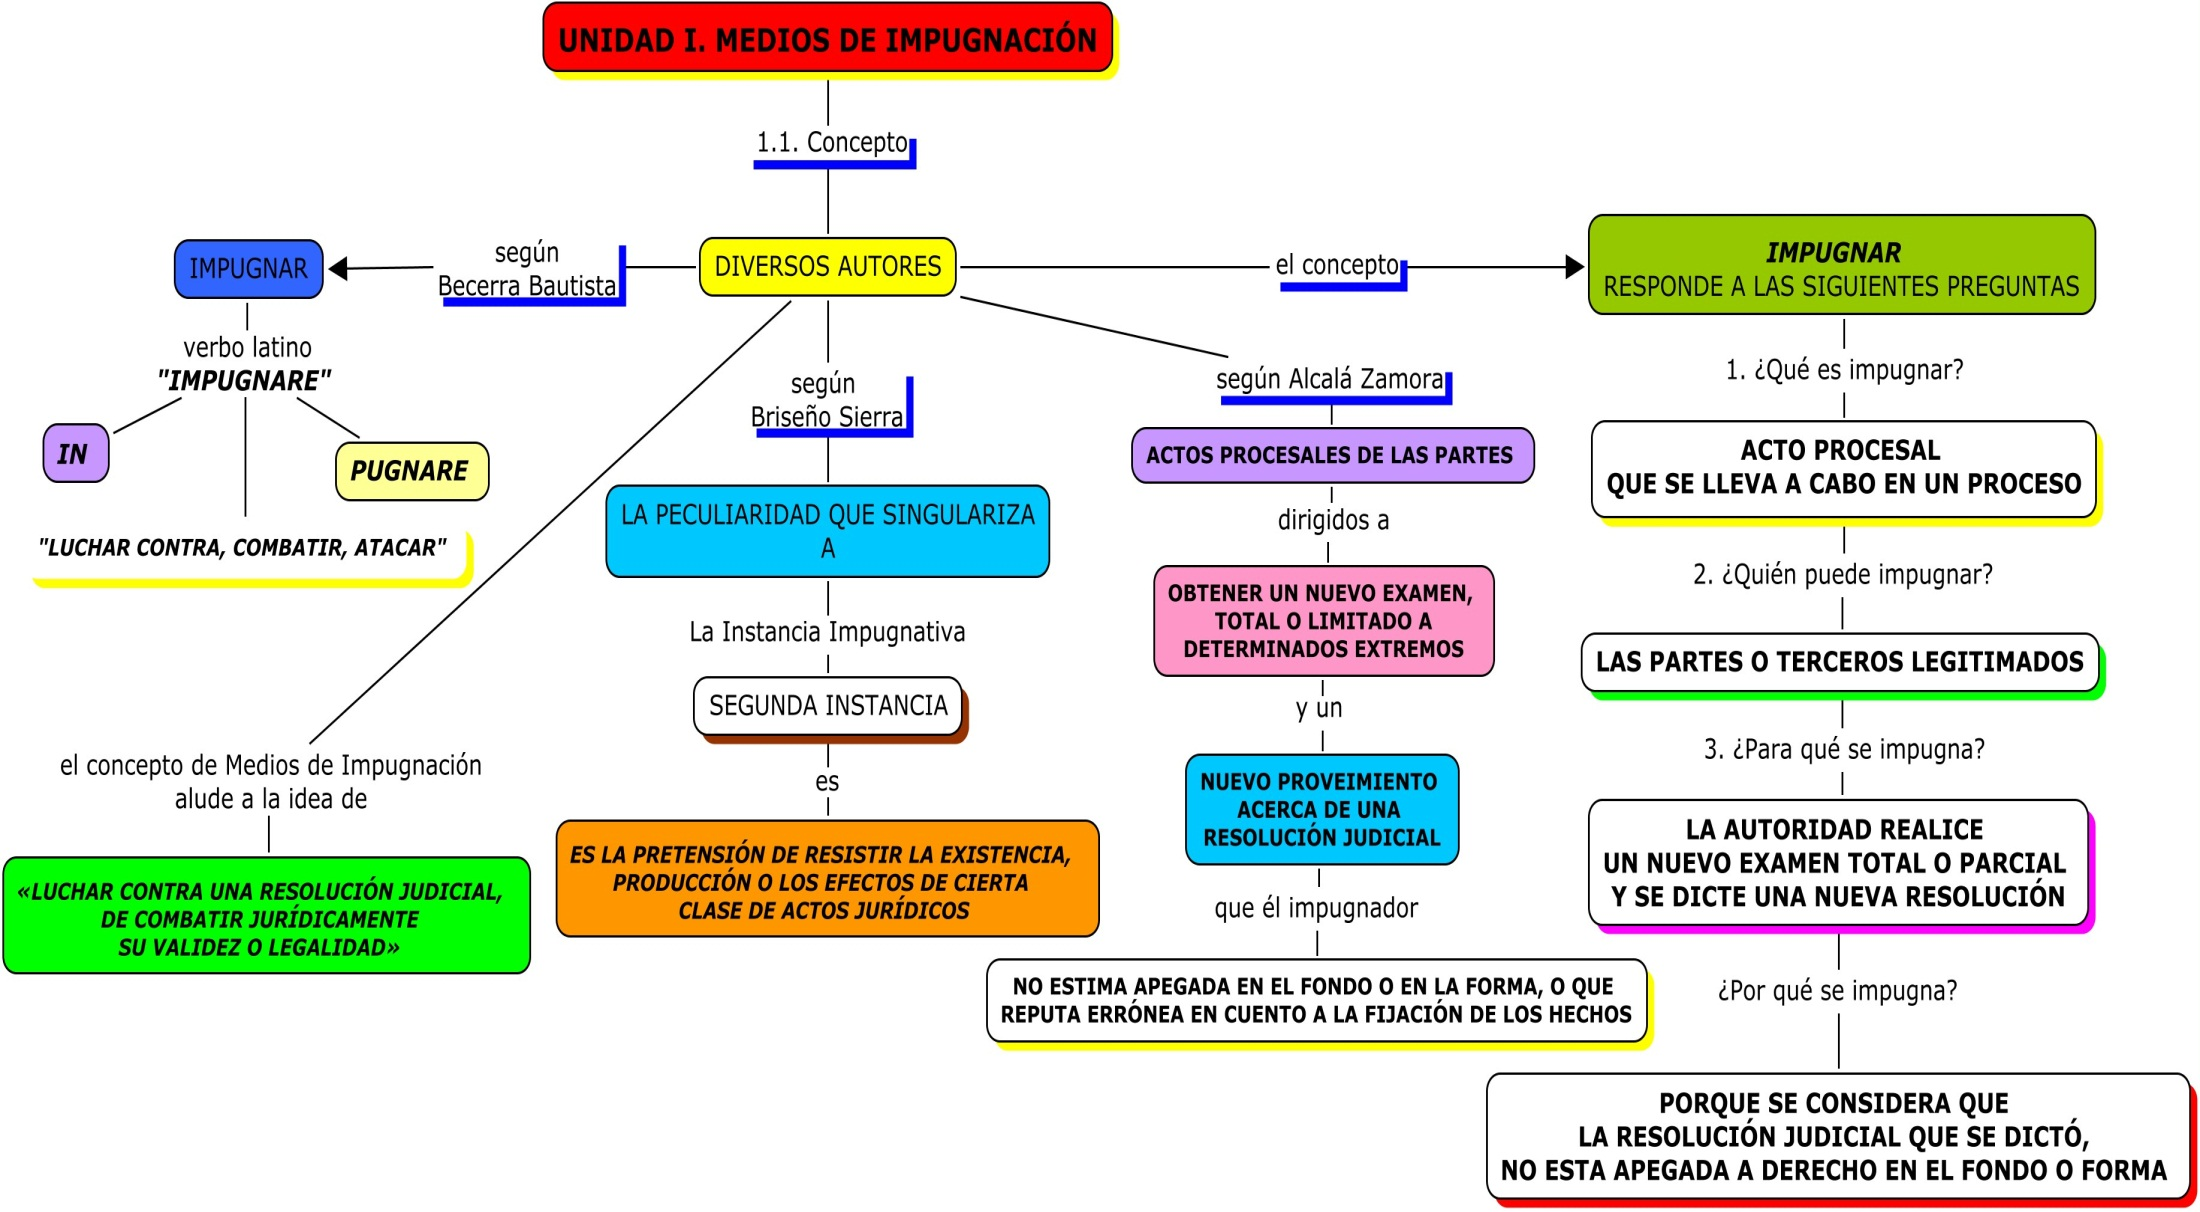 UNIDAD I. MEDIOS DE IMPUGNACIÓN
1.1. Concepto
DIVERSOS AUTORES
según
Becerra Bautista
IMPUGNAR
verbo latino
"IMPUGNARE"
IN
PUGNARE
"LUCHAR CONTRA, COMBATIR, ATACAR"
el concepto de Medios de Impugnación
alude a la idea de
«LUCHAR CONTRA UNA RESOLUCIÓN JUDICIAL,
DE COMBATIR JURÍDICAMENTE
SU VALIDEZ O LEGALIDAD»
según
Briseño Sierra
LA PECULIARIDAD QUE SINGULARIZA
A
La Instancia Impugnativa
SEGUNDA INSTANCIA
es
ES LA PRETENSIÓN DE RESISTIR LA EXISTENCIA,
PRODUCCIÓN O LOS EFECTOS DE CIERTA
CLASE DE ACTOS JURÍDICOS
según Alcalá Zamora
ACTOS PROCESALES DE LAS PARTES
dirigidos a
OBTENER UN NUEVO EXAMEN,
TOTAL O LIMITADO A
DETERMINADOS EXTREMOS
y un
NUEVO PROVEIMIENTO
ACERCA DE UNA
RESOLUCIÓN JUDICIAL
que él impugnador
NO ESTIMA APEGADA EN EL FONDO O EN LA FORMA, O QUE
REPUTA ERRÓNEA EN CUENTO A LA FIJACIÓN DE LOS HECHOS
el concepto
IMPUGNAR
RESPONDE A LAS SIGUIENTES PREGUNTAS
1. ¿Qué es impugnar?
ACTO PROCESAL
QUE SE LLEVA A CABO EN UN PROCESO
2. ¿Quién puede impugnar?
LAS PARTES O TERCEROS LEGITIMADOS
3. ¿Para qué se impugna?
LA AUTORIDAD REALICE
UN NUEVO EXAMEN TOTAL O PARCIAL
Y SE DICTE UNA NUEVA RESOLUCIÓN
¿Por qué se impugna?
PORQUE SE CONSIDERA QUE
LA RESOLUCIÓN JUDICIAL QUE SE DICTÓ,
NO ESTA APEGADA A DERECHO EN EL FONDO O FORMA